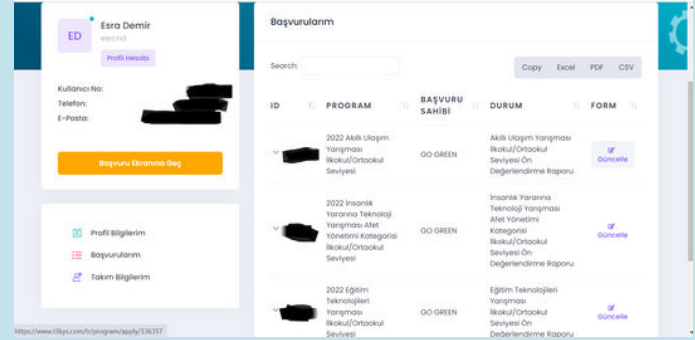 ED
Esra Demir
esrcnd
Profil Hesabı
Kullanıcı No:
Telefon:
E-Posta:
Başvuru Ekranına Geç
Profil Bilgilerim
Başvurularım
Takım Bilgilerim
https://www.t3kys.com/tr/program/apply/336357
Başvurularım
Search:
Copy Excel PDF CSV
ID PROGRAM BAŞVURU SAHİBİ DURUM FORM
2022 Akıllı Ulaşım
Yarışması
İlkokul/Ortaokul
Seviyesi
GO GREEN
Akıllı Ulaşım Yarışması
İlkokul/Ortaokul
Seviyesi Ön
Değerlendirme Raporu
Güncelle
2022 İnsanlık
Yararına Teknoloji
Yarışması Afet
Yönetimi Kategorisi
İlkokul/Ortaokul
Seviyesi
GO GREEN
İnsanlık Yararına
Teknoloji Yarışması
Afet Yönetimi
Kategorisi
İlkokul/Ortaokul
Seviyesi Ön
Değerlendirme Raporu
Güncelle
2022 Eğitim
Teknolojileri
Yarışması
İlkokul/Ortaokul
Seviyesi
GO GREEN
Eğitim Teknolojileri
Yarışması
İlkokul/Ortaokul
Seviyesi Ön
Değerlendirme Raporu
Güncelle